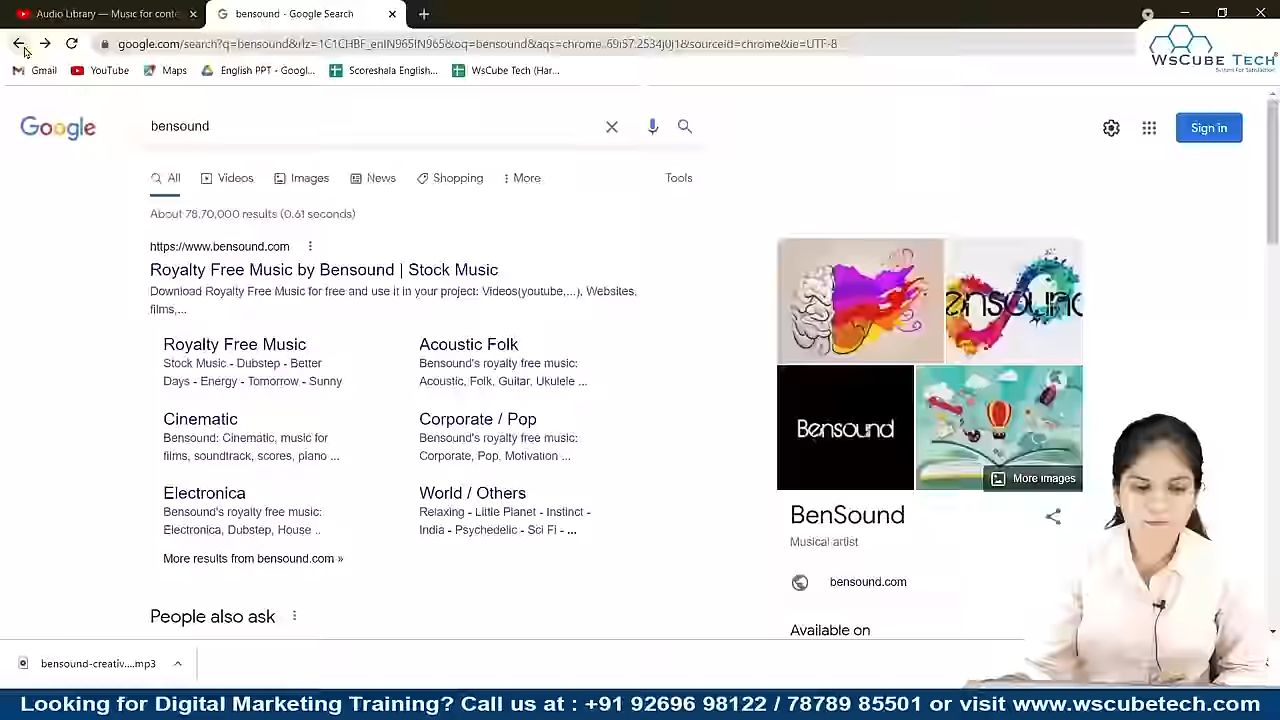 Audio Library — Music for conte
bensound - Google Search
google.com/search?q=bensound&rlz=1C1CHBF_enIN965IN965&oq=bensound&aqs=chrome..69i57.2534j0j1&sourceid=chrome&ie=UTF-8
WsCube Tech
Gmail
YouTube
Maps
English PPT - Googl...
Scoreshala English...
WsCube Tech...
Google
bensound
Sign in
All
Videos
Images
News
Shopping
More
Tools
About 78,70,000 results (0.61 seconds)
https://www.bensound.com
Royalty Free Music by Bensound | Stock Music
Download Royalty Free Music for free and use it in your project: Videos(youtube,...), Websites,
films,...
Royalty Free Music
Stock Music - Dubstep - Better
Days - Energy - Tomorrow - Sunny
Acoustic Folk
Bensound's royalty free music:
Acoustic, Folk, Guitar, Ukulele ...
Cinematic
Bensound: Cinematic, music for
films, soundtrack, scores, piano ...
Corporate / Pop
Bensound's royalty free music:
Corporate, Pop, Motivation ...
Electronica
Bensound's royalty free music:
Electronica, Dubstep, House ..
World / Others
Relaxing - Little Planet - Instinct -
India - Psychedelic - Sci Fi - ...
More results from bensound.com »
People also ask
ensound
Bensound
More images
BenSound
Musical artist
bensound.com
Available on
bensound-creativ....mp3
Looking for Digital Marketing Training? Call us at : +91 92696 98122 / 78789 85501 or visit www.wscubetech.com